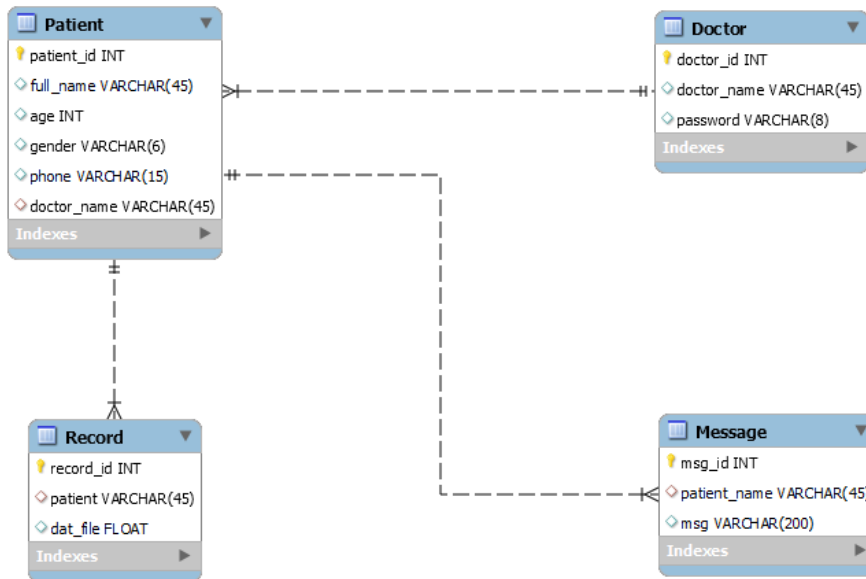 Patient
patient_id INT
full_name VARCHAR(45)
age INT
gender VARCHAR(6)
phone VARCHAR(15)
doctor_name VARCHAR(45)
Indexes
Doctor
doctor_id INT
doctor_name VARCHAR(45)
password VARCHAR(8)
Indexes
Record
record_id INT
patient VARCHAR(45)
dat_file FLOAT
Indexes
Message
msg_id INT
patient_name VARCHAR(45)
msg VARCHAR(200)
Indexes